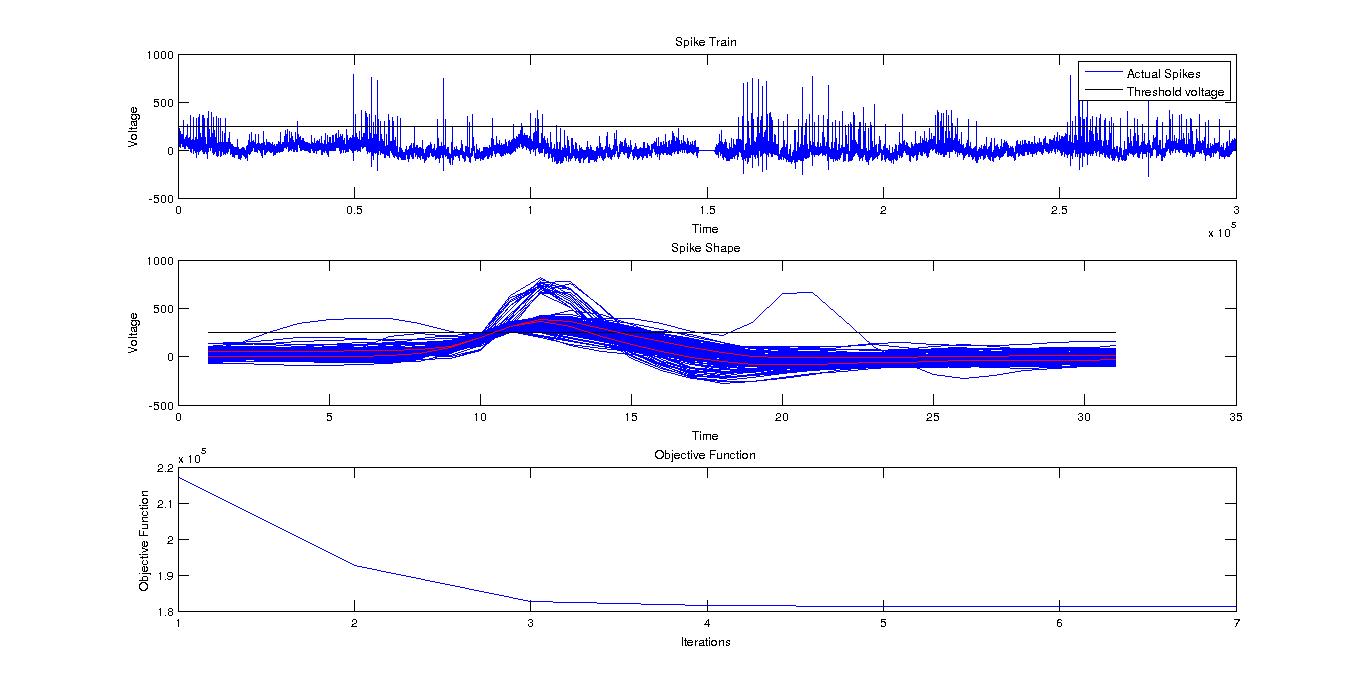 Spike Train
1000
500
0
-500
Voltage
Actual Spikes
Threshold voltage
0 0.5 1 1.5 2 2.5 3
Time
x 10^5
Spike Shape
1000
500
0
-500
Voltage
0 5 10 15 20 25 30 35
Time
Objective Function
x 10^5
2.2
2.1
2
1.9
1.8
Objective Function
1 2 3 4 5 6 7
Iterations